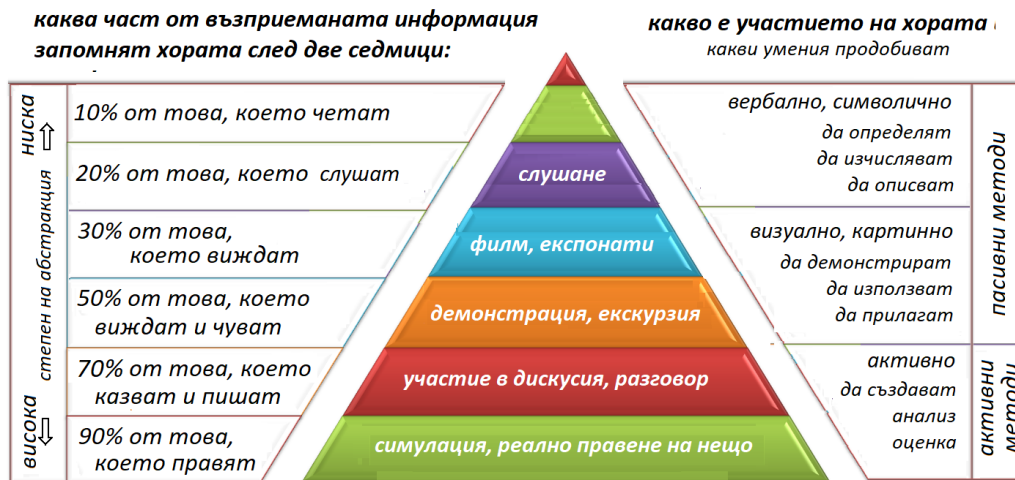 каква част от възприеманата информация
запомнят хората след две седмици:
какво е участието на хората
какви умения продобиват
ниска
степен на абстракция
висока
10% от това, което четат
20% от това, което слушат
30% от това,
което виждат
50% от това, което
виждат и чуват
70% от това, което
казват и пишат
90% от това,
което правят
слушане
филм, експонати
демонстрация, екскурзия
участие в дискусия, разговор
симулация, реално правене на нещо
вербално, символично
да определят
да изчисляват
да описват
визуално, картинно
да демонстрират
да използват
да прилагат
активно
да създават
анализ
оценка
пасивни методи
активни
методи